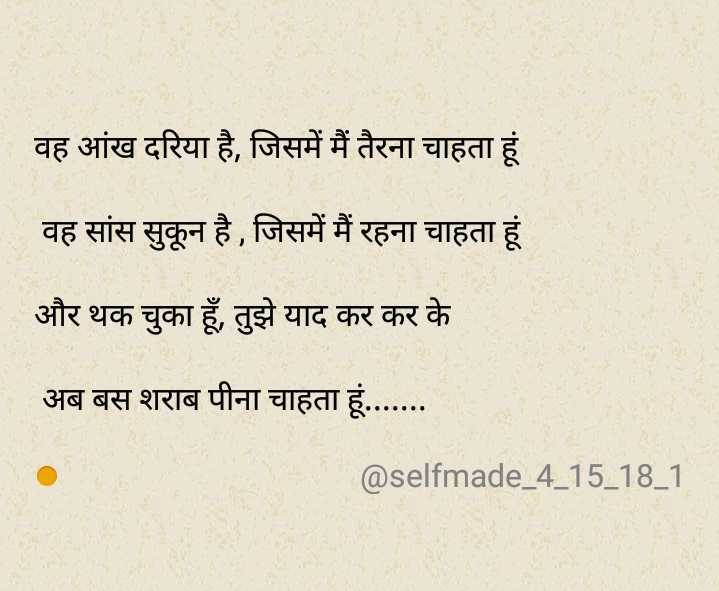 वह आंख दरिया है, जिसमें मैं तैरना चाहता हूं
वह सांस सुकून है , जिसमें मैं रहना चाहता हूं
और थक चुका हूँ, तुझे याद कर कर के
अब बस शराब पीना चाहता हूं.......
@selfmade_4_15_18_1